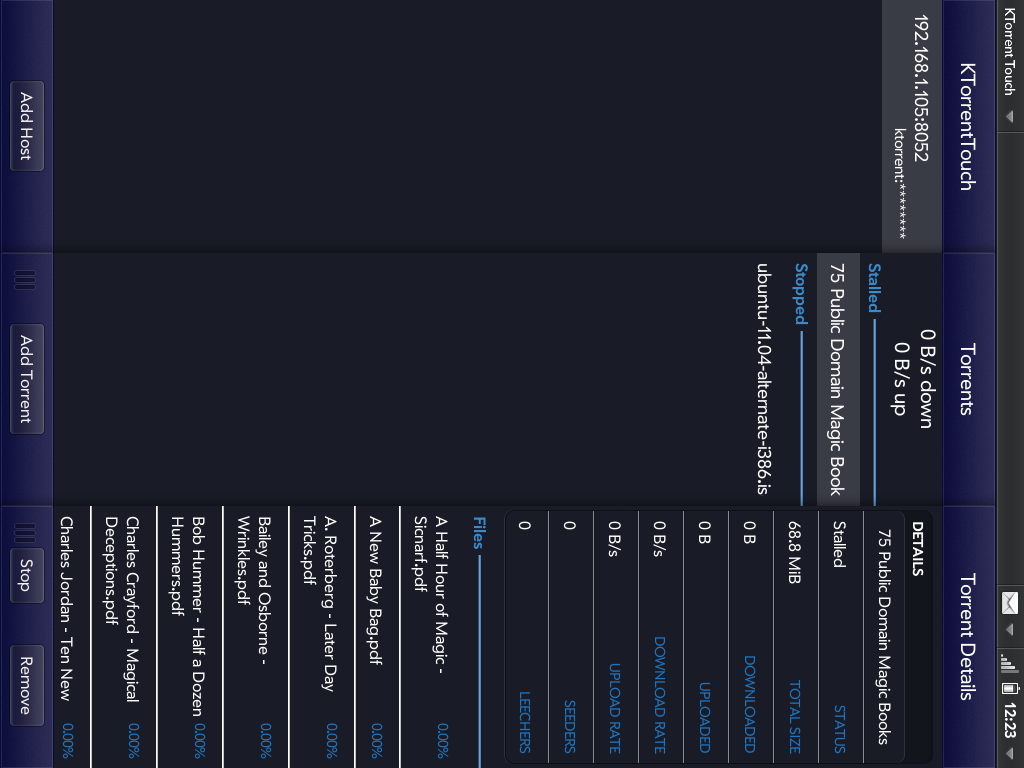 KTorrentTouch
12:23
KTorrentTouch
192.168.1.105:8052
ktorrent:********
Add Host
Torrents
0 B/s down
0 B/s up
Stalled
75 Public Domain Magic Book
Stopped
ubuntu-11.04-alternate-i386.is
Add Torrent
Torrent Details
DETAILS
75 Public Domain Magic Books
Stalled STATUS
68.8 MiB TOTAL SIZE
0 B DOWNLOADED
0 B UPLOADED
0 B/s DOWNLOAD RATE
0 B/s UPLOAD RATE
0 SEEDERS
0 LEECHERS
Files
A Half Hour of Magic -
Sicnarf.pdf 0.00%
A New Baby Bag.pdf 0.00%
A. Roterberg - Later Day
Tricks.pdf 0.00%
Bailey and Osborne -
Wrinkles.pdf 0.00%
Bob Hummer - Half a Dozen
Hummers.pdf 0.00%
Charles Crayford - Magical
Deceptions.pdf 0.00%
Charles Jordan - Ten New 0.00%
Stop
Remove